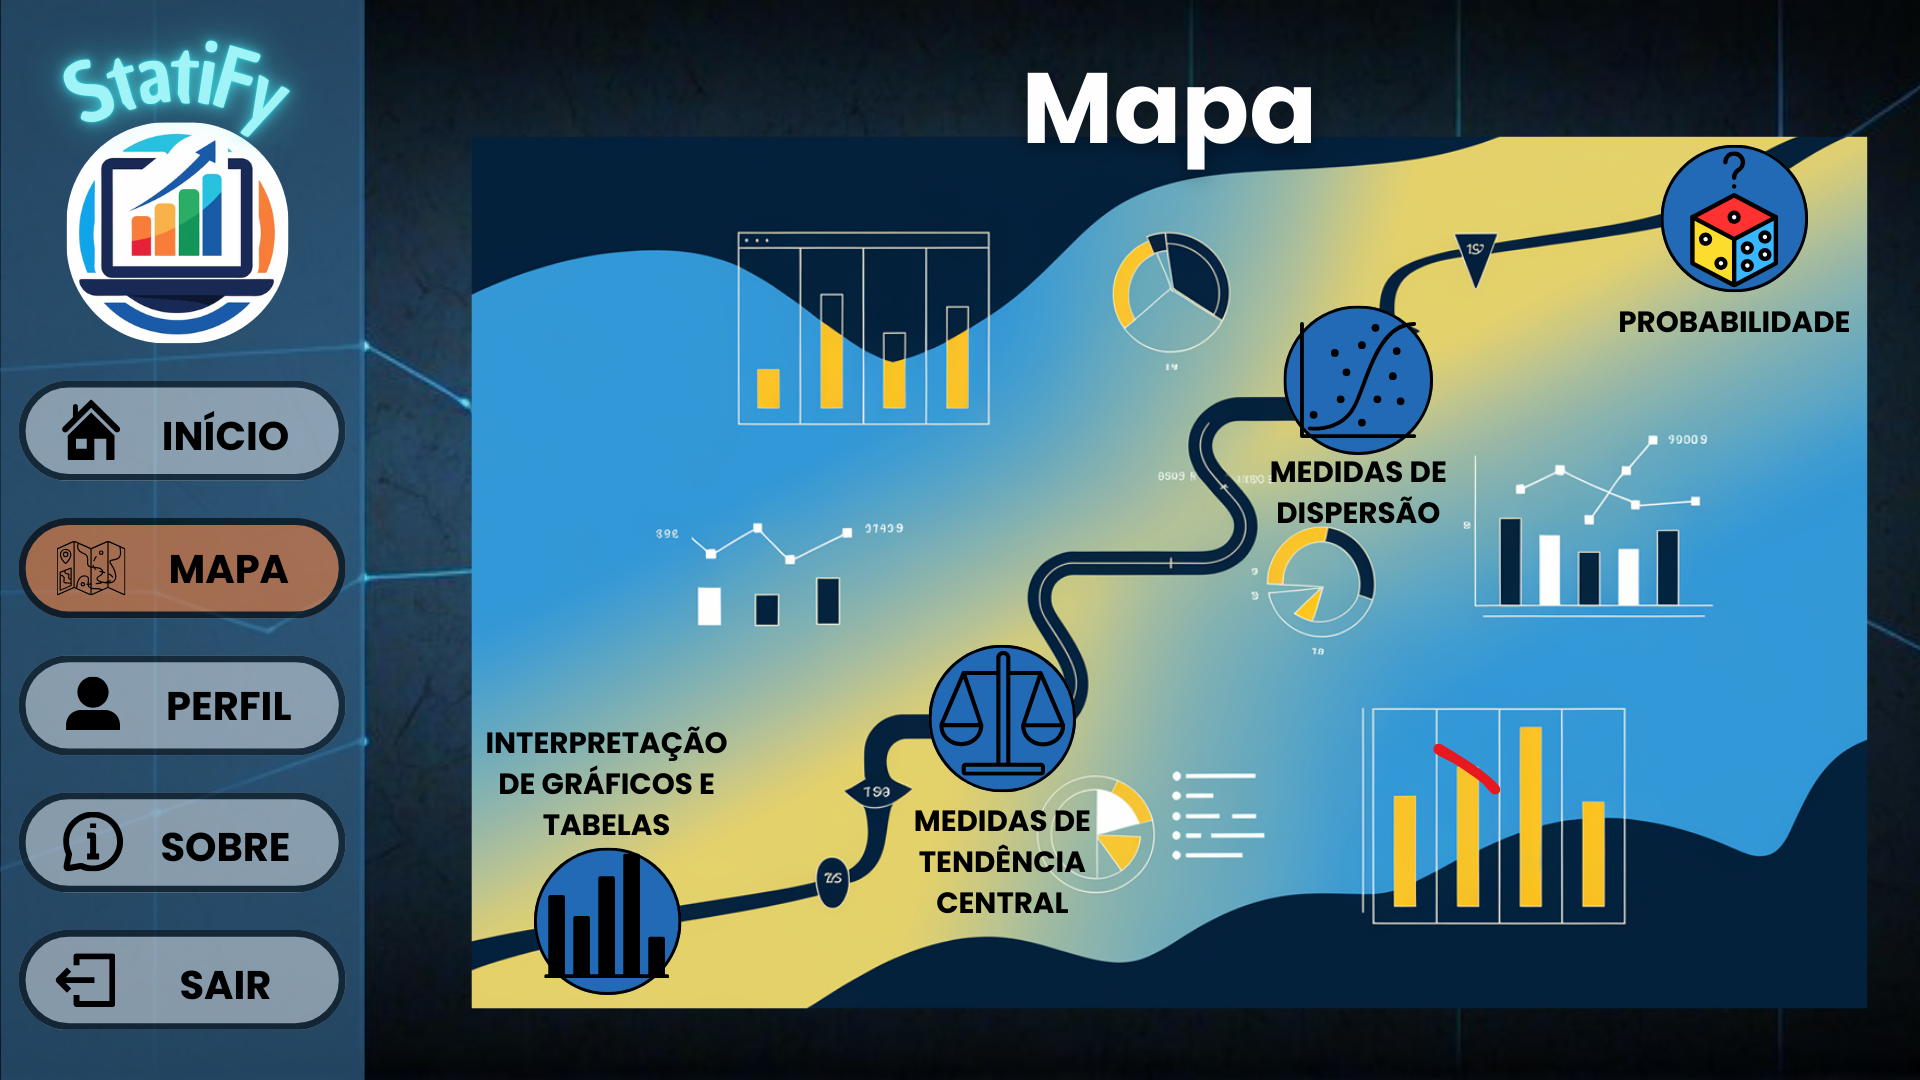 StatiFy
INÍCIO
MAPA
PERFIL
SOBRE
SAIR
Mapa
PROBABILIDADE
MEDIDAS DE
DISPERSÃO
INTERPRETAÇÃO
DE GRÁFICOS E
TABELAS
MEDIDAS DE
TENDÊNCIA
CENTRAL